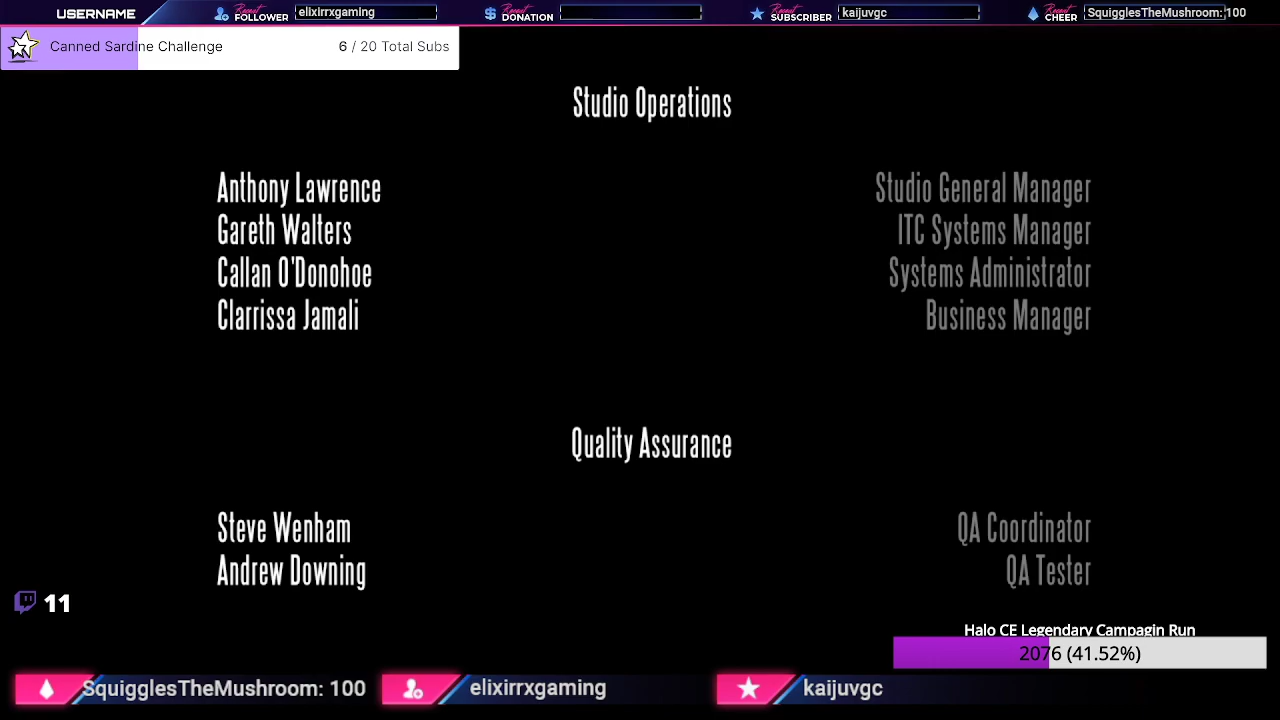 USERNAME
Recent FOLLOWER elixirrxgaming
Recent DONATION
Recent SUBSCRIBER kaijuvgc
Recent CHEER SquigglesTheMushroom: 100
Canned Sardine Challenge 6 / 20 Total Subs
Studio Operations
Anthony Lawrence Studio General Manager
Gareth Walters ITC Systems Manager
Callan O'Donohoe Systems Administrator
Clarrissa Jamali Business Manager
Quality Assurance
Steve Wenham QA Coordinator
Andrew Downing QA Tester
11
Halo CE Legendary Campagin Run
2076 (41.52%)
SquigglesTheMushroom: 100
elixirrxgaming
kaijuvgc